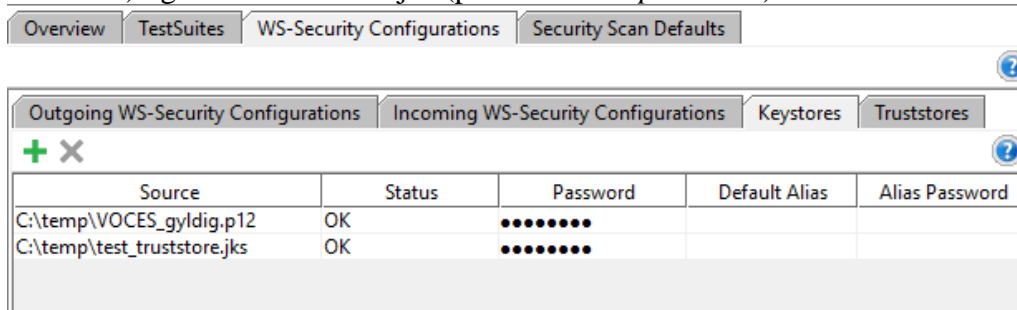 Overview TestSuites WS-Security Configurations Security Scan Defaults
?
Outgoing WS-Security Configurations Incoming WS-Security Configurations Keystores Truststores
?
Source Status Password Default Alias Alias Password
C:\temp\VOCES_gyldig.p12 OK ●●●●●●●●
C:\temp\test_truststore.jks OK ●●●●●●●●